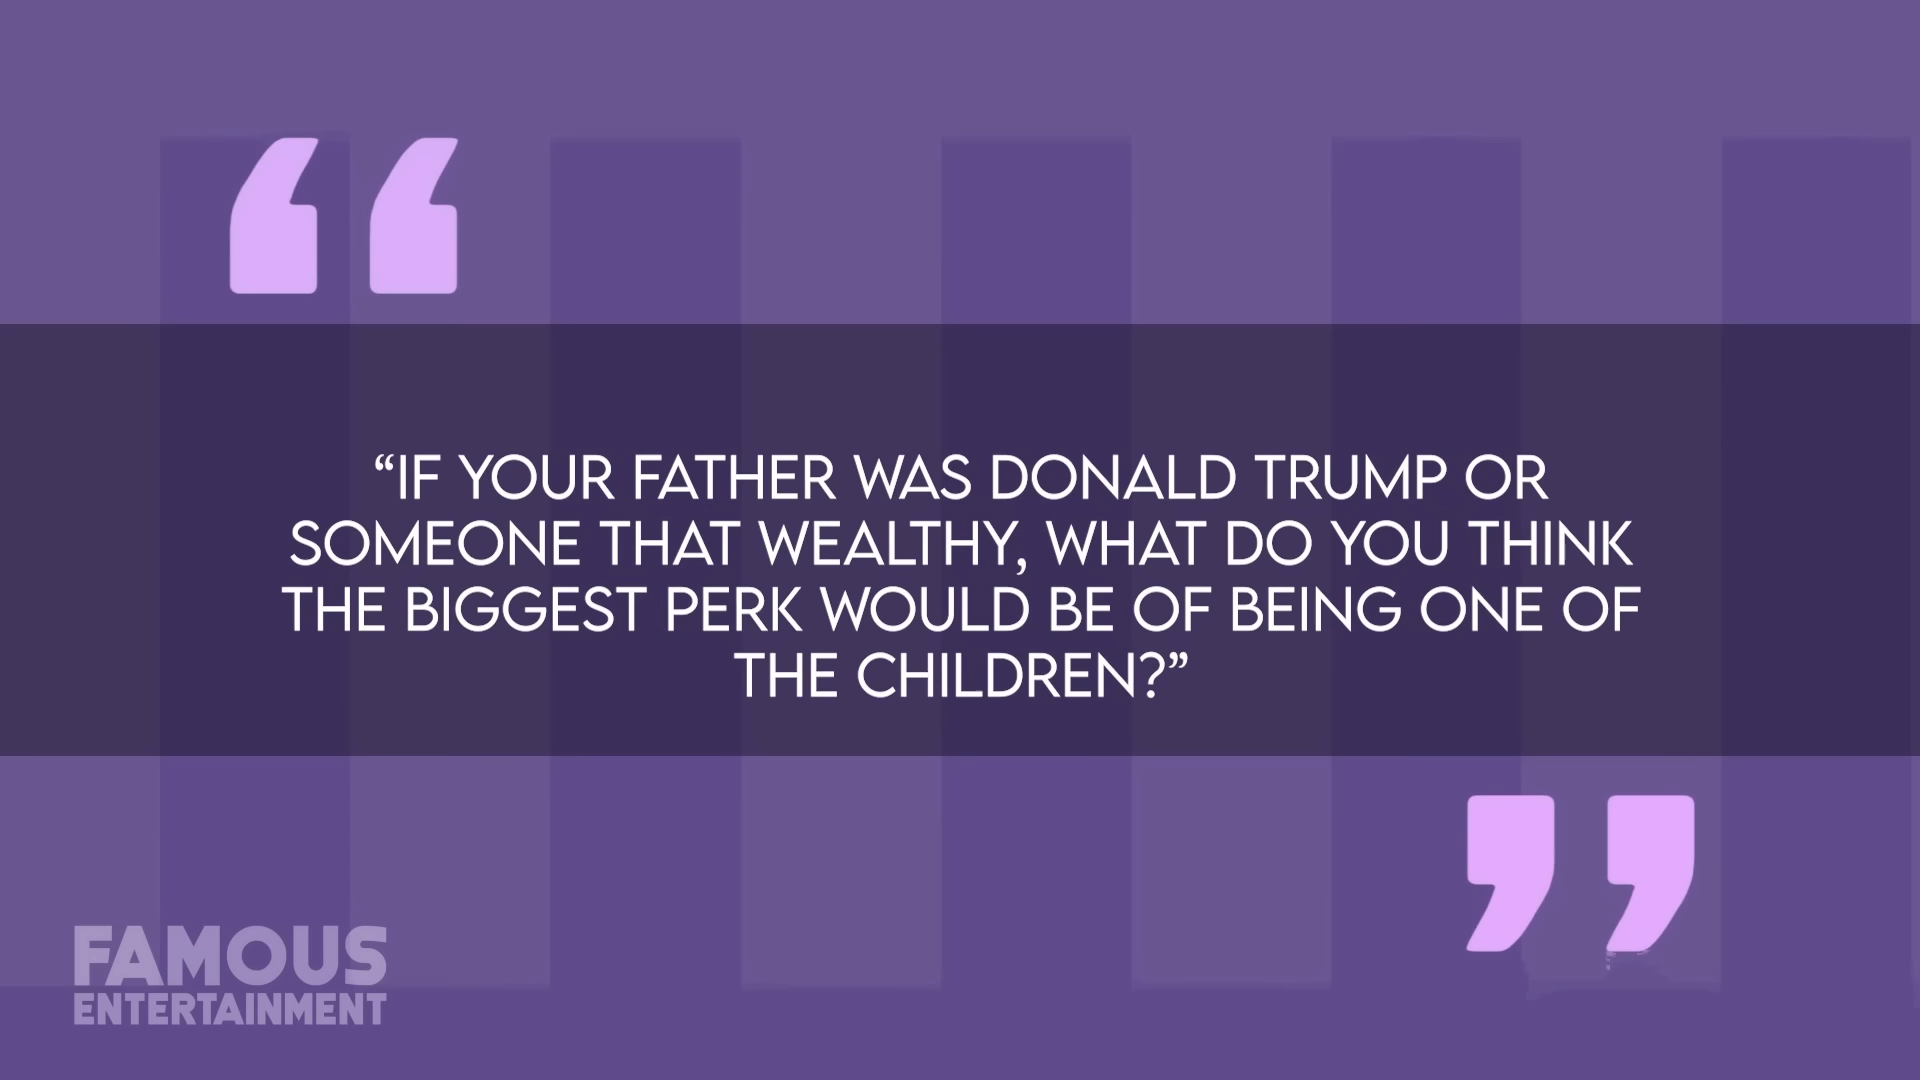 “IF YOUR FATHER WAS DONALD TRUMP OR
SOMEONE THAT WEALTHY, WHAT DO YOU THINK
THE BIGGEST PERK WOULD BE OF BEING ONE OF
THE CHILDREN?”
FAMOUS
ENTERTAINMENT